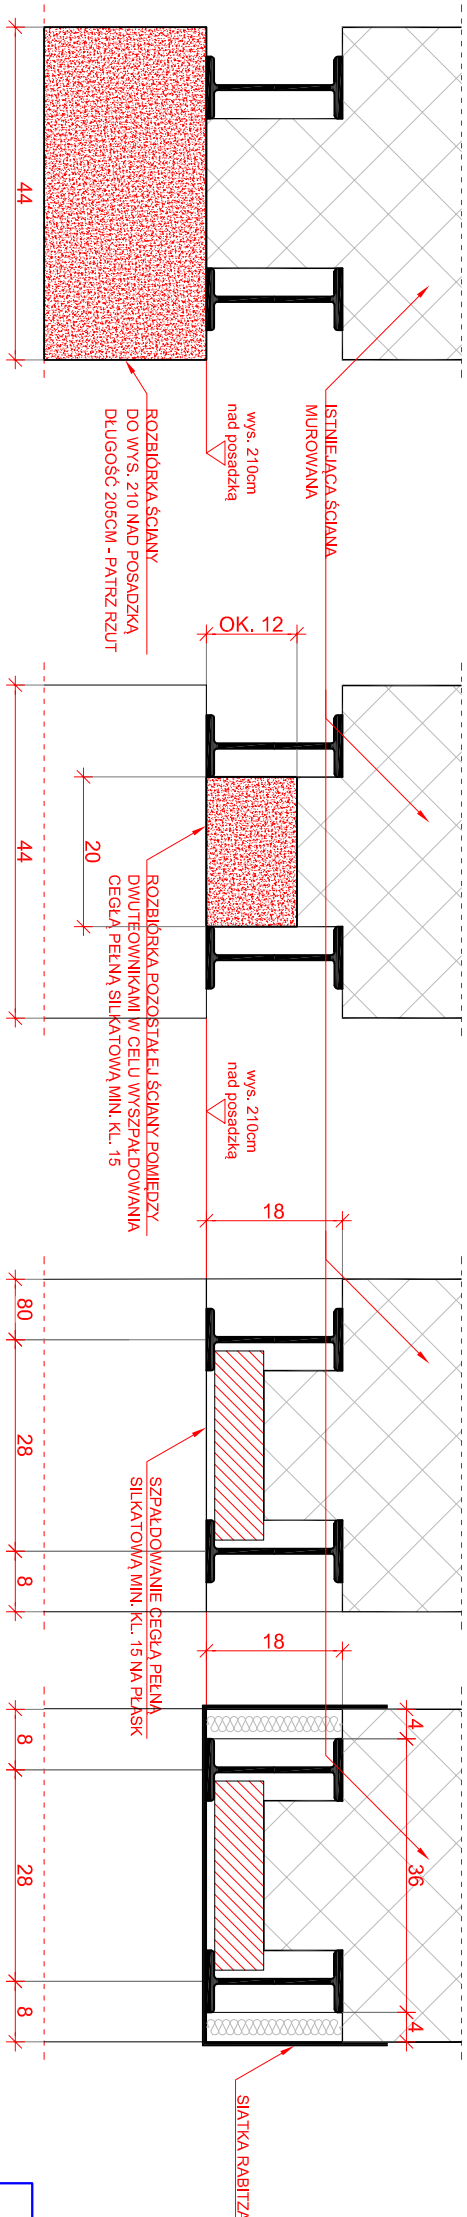 44
ISTNIEJĄCA ŚCIANA
MUROWANA
wys. 210cm
nad posadzką
ROZBIÓRKA ŚCIANY
DO WYS. 210 NAD POSADZKĄ
DŁUGOŚĆ 205CM - PATRZ RZUT
OK. 12
20
44
ROZBIÓRKA POZOSTAŁEJ ŚCIANY POMIĘDZY
DWUTEOWNIKAMI W CELU WYSZPAŁDOWANIA
CEGŁĄ PEŁNĄ SILKATOWĄ MIN. KL. 15
wys. 210cm
nad posadzką
18
80
28
8
SZPAŁDOWANIE CEGŁĄ PEŁNĄ
SILKATOWĄ MIN. KL. 15 NA PŁASK
18
4
36
4
8
28
8
SIATKA RABITZA